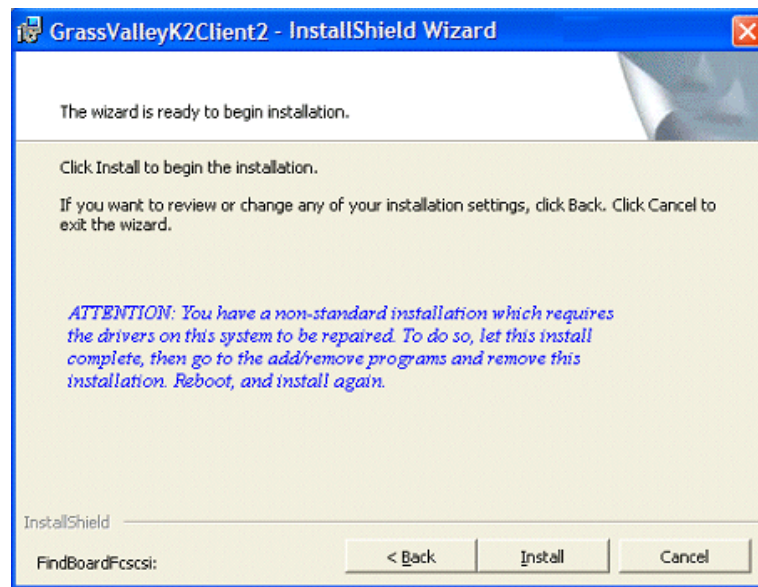 GrassValleyK2Client2 - InstallShield Wizard
The wizard is ready to begin installation.
Click Install to begin the installation.
If you want to review or change any of your installation settings, click Back. Click Cancel to
exit the wizard.
ATTENTION: You have a non-standard installation which requires
the drivers on this system to be repaired. To do so, let this install
complete, then go to the add/remove programs and remove this
installation. Reboot, and install again.
InstallShield
FindBoardFcscsi:
< Back
Install
Cancel